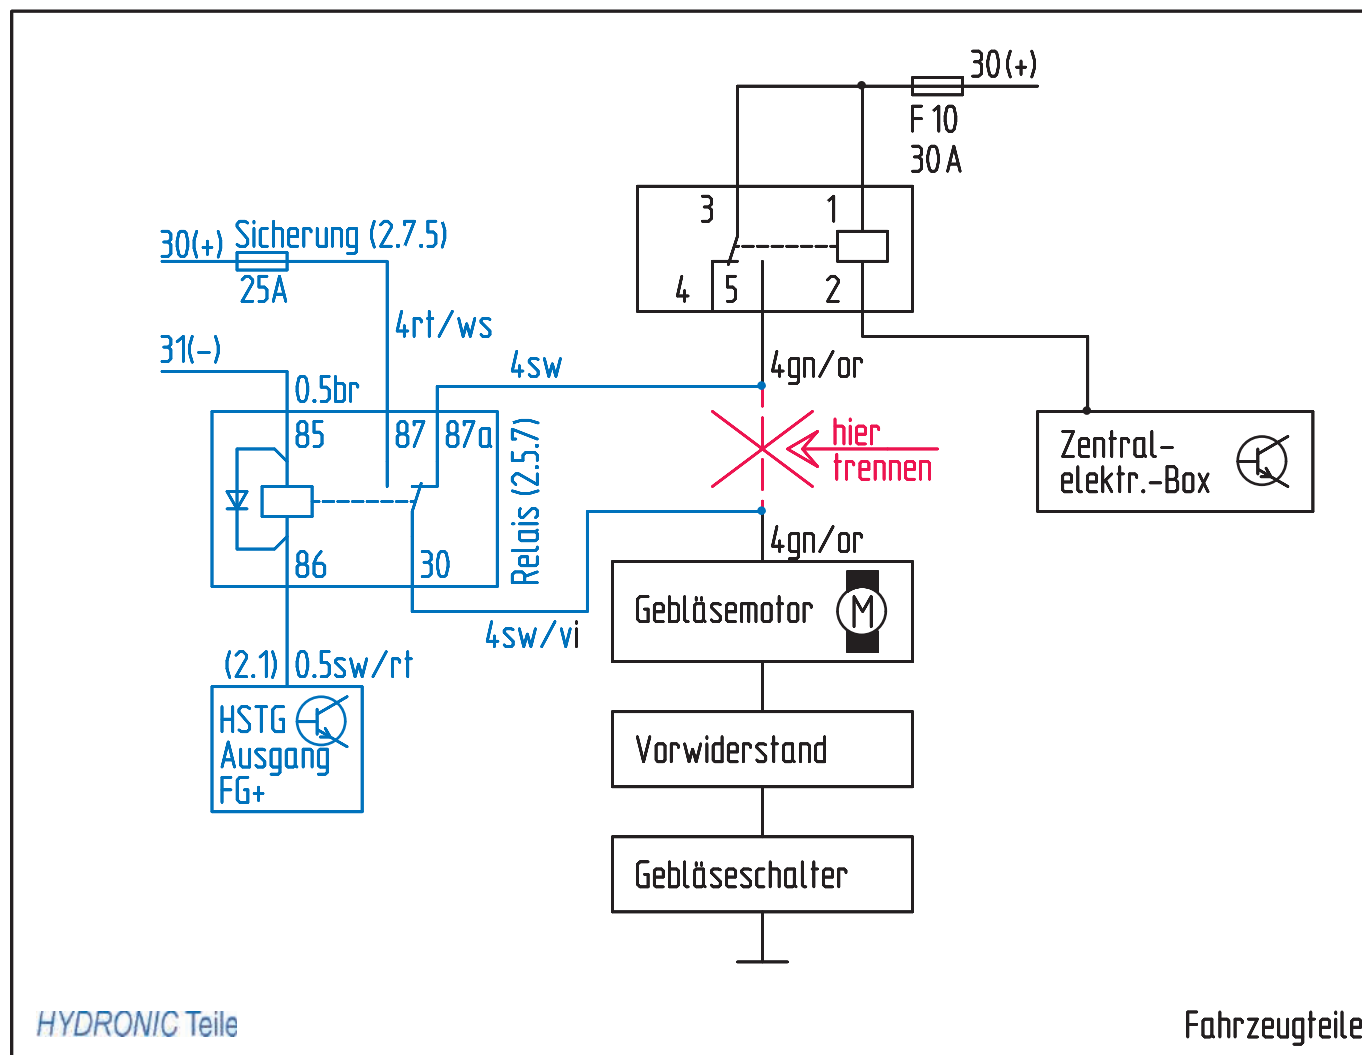 30(+)
F 10
30 A
3
1
4
5
2
Sicherung (2.7.5)
30(+)
25A
4rt/ws
31(-)
0.5br
4sw
4gn/or
85
87
87a
Relais (2.5.7)
hier
trennen
Zentral-
elektr.-Box
86
30
4gn/or
4sw/vi
Gebläsemotor
M
(2.1)
0.5sw/rt
HSTG
Ausgang
FG+
Vorwiderstand
Gebläseschalter
HYDRONIC Teile
Fahrzeugteile